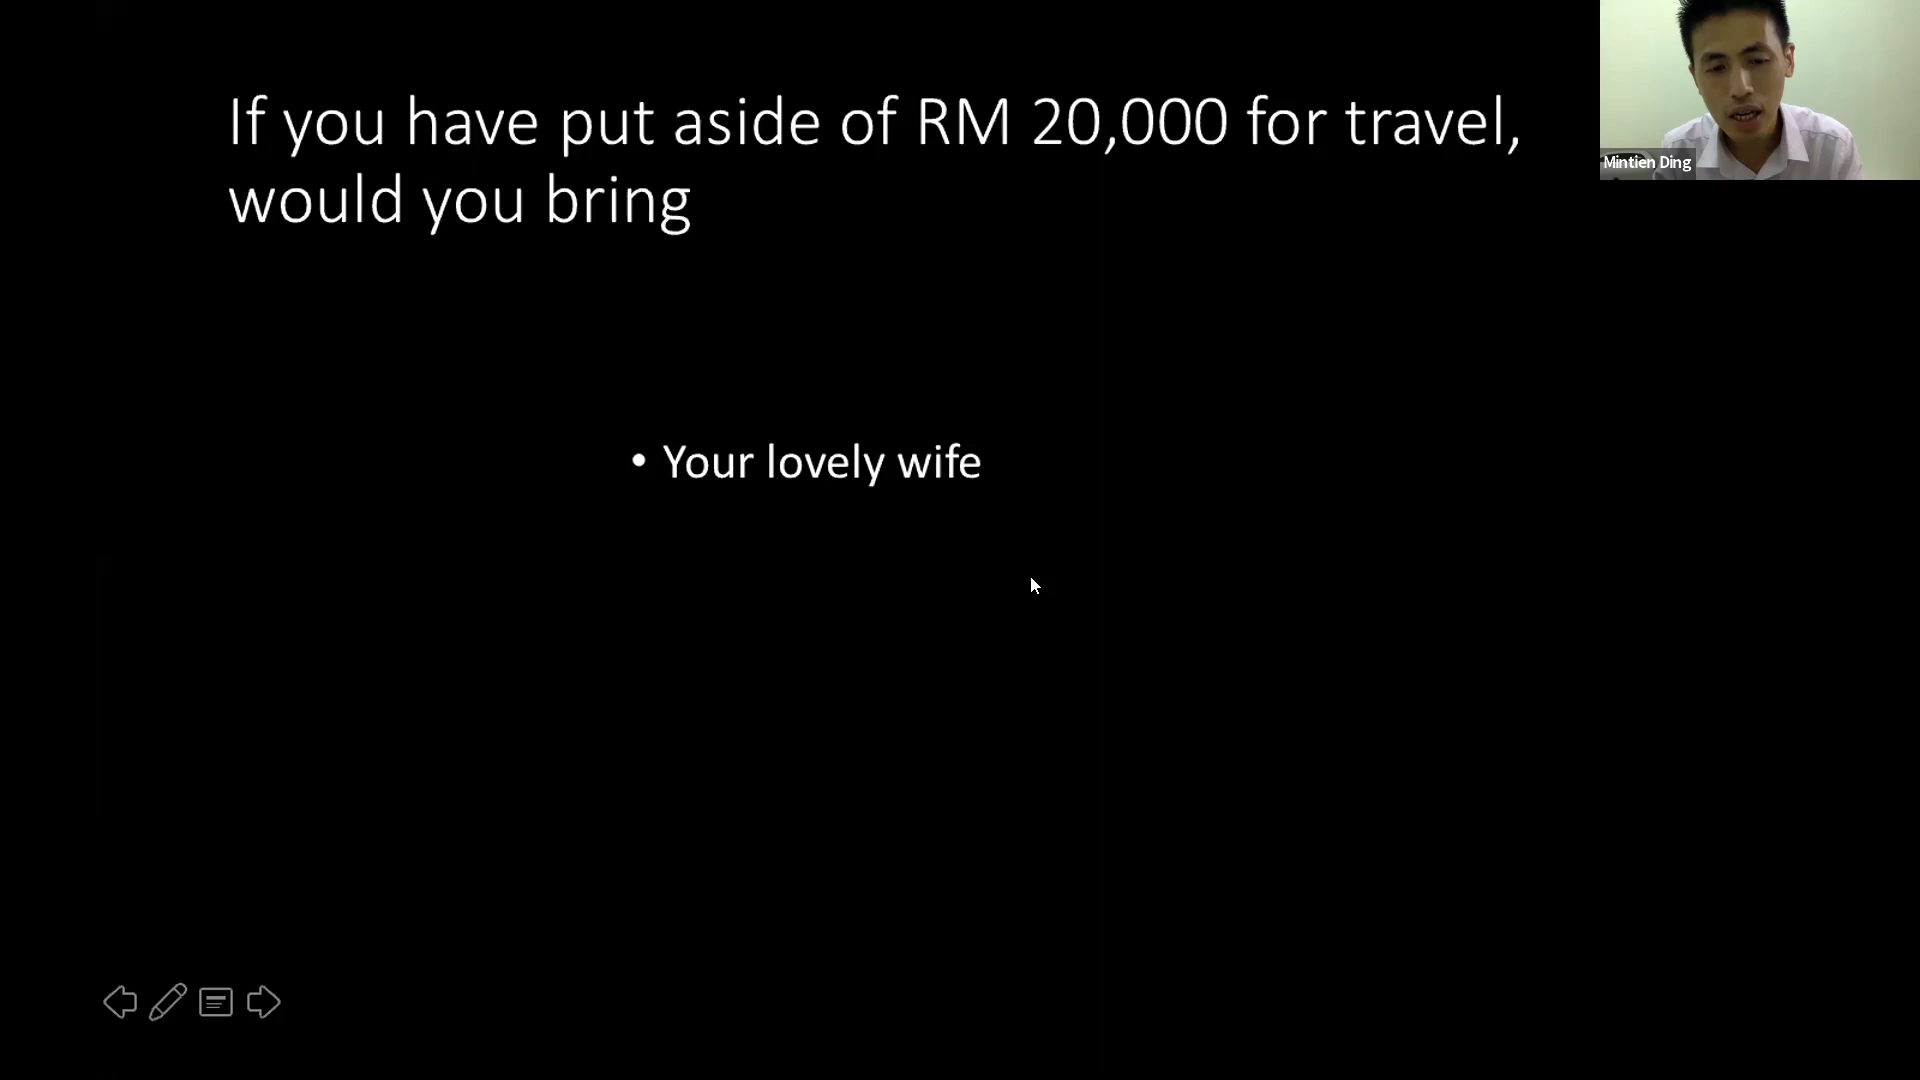 If you have put aside of RM 20,000 for travel,
would you bring
• Your lovely wife
Mintien Ding